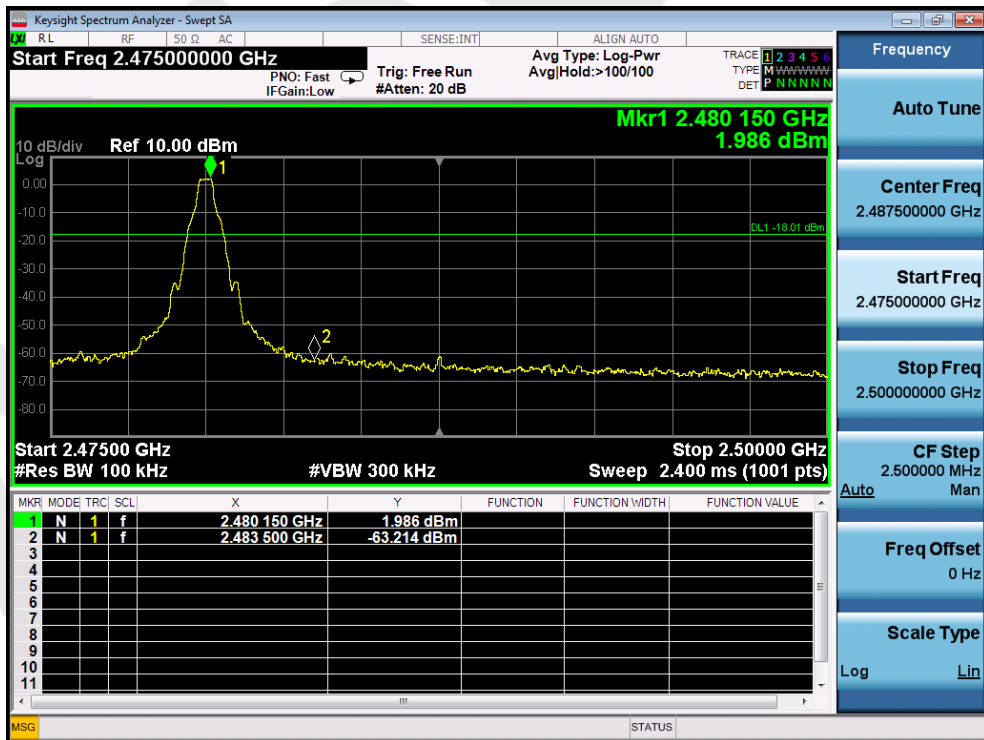 Keysight Spectrum Analyzer - Swept SA
LXI RL RF 50 Ω AC SENSE:INT ALIGN AUTO
Start Freq 2.475000000 GHz
PNO: Fast
IFGain:Low
Trig: Free Run
#Atten: 20 dB
Avg Type: Log-Pwr
Avg|Hold:>100/100
TRACE 1 2 3 4 5 6
TYPE M WWWWW
DET P N N N N N
Mkr1 2.480 150 GHz
1.986 dBm
10 dB/div Ref 10.00 dBm
Log
1
0.00
-10.0
DL1 -18.01 dBm
-20.0
-30.0
-40.0
-50.0
2
-60.0
-70.0
-80.0
Start 2.47500 GHz Stop 2.50000 GHz
#Res BW 100 kHz #VBW 300 kHz Sweep 2.400 ms (1001 pts)
MKR MODE TRC SCL X Y FUNCTION FUNCTION WIDTH FUNCTION VALUE
1 N 1 f 2.480 150 GHz 1.986 dBm
2 N 1 f 2.483 500 GHz -63.214 dBm
3
4
5
6
7
8
9
10
11
MSG STATUS
Frequency
Auto Tune
Center Freq
2.487500000 GHz
Start Freq
2.475000000 GHz
Stop Freq
2.500000000 GHz
CF Step
2.500000 MHz
Auto Man
Freq Offset
0 Hz
Scale Type
Log Lin